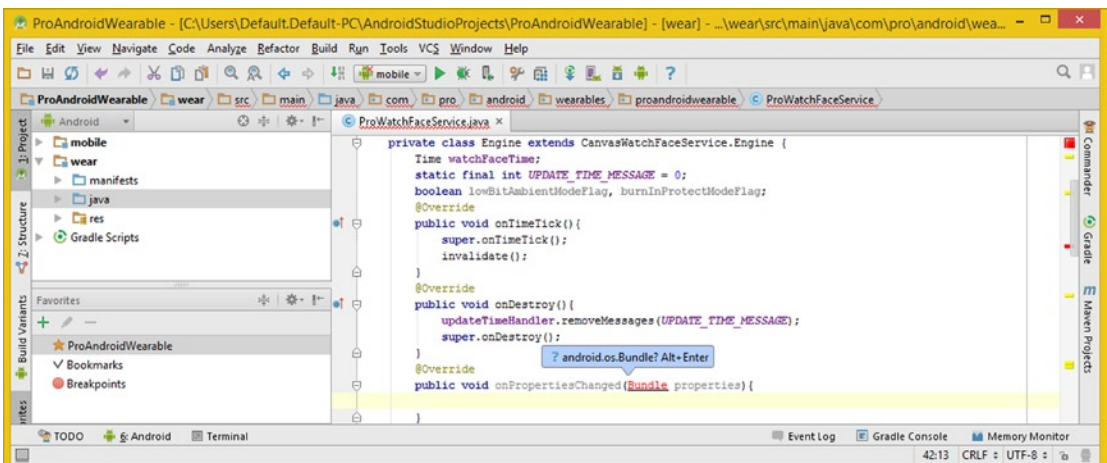 ProAndroidWearable - [C:\Users\Default.Default-PC\AndroidStudioProjects\ProAndroidWearable] - [wear] - ...\wear\src\main\java\com\pro\android\wea...
File Edit View Navigate Code Analyze Refactor Build Run Tools VCS Window Help
mobile
ProAndroidWearable wear src main java com pro android wearables proandroidwearable ProWatchFaceService
1: Project
Android
ProWatchFaceService.java
mobile
wear
manifests
java
res
Gradle Scripts
Z: Structure
Favorites
ProAndroidWearable
Bookmarks
Breakpoints
Build Variants
private class Engine extends CanvasWatchFaceService.Engine {
Time watchFaceTime;
static final int UPDATE_TIME_MESSAGE = 0;
boolean lowBitAmbientModeFlag, burnInProtectModeFlag;
@Override
public void onTimeTick(){
super.onTimeTick();
invalidate();
}
@Override
public void onDestroy(){
updateTimeHandler.removeMessages(UPDATE_TIME_MESSAGE);
super.onDestroy();
}
? android.os.Bundle? Alt+Enter
@Override
public void onPropertiesChanged(Bundle properties){
}
Commander
Gradle
Maven Projects
TODO 6: Android Terminal Event Log Gradle Console Memory Monitor
42:13 CRLF UTF-8